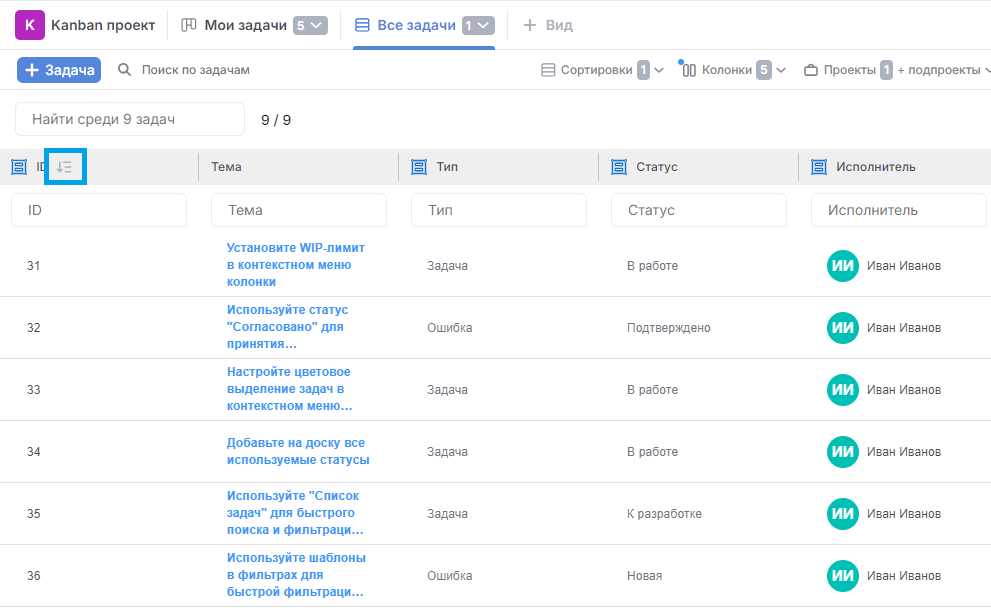 K Kanban проект Мои задачи 5 Все задачи 1 + Вид
+ Задача Поиск по задачам Сортировки 1 Колонки 5 Проекты 1 + подпроекты
Найти среди 9 задач 9 / 9
ID Тема Тип Статус Исполнитель
ID Тема Тип Статус Исполнитель
31 Установите WIP-лимит
в контекстном меню
колонки Задача В работе ИИ Иван Иванов
32 Используйте статус
"Согласовано" для
принятия... Ошибка Подтверждено ИИ Иван Иванов
33 Настройте цветовое
выделение задач в
контекстном меню... Задача В работе ИИ Иван Иванов
34 Добавьте на доску все
используемые статусы Задача В работе ИИ Иван Иванов
35 Используйте "Список
задач" для быстрого
поиска и фильтраци... Задача К разработке ИИ Иван Иванов
36 Используйте шаблоны
в фильтрах для
быстрой фильтраци... Ошибка Новая ИИ Иван Иванов